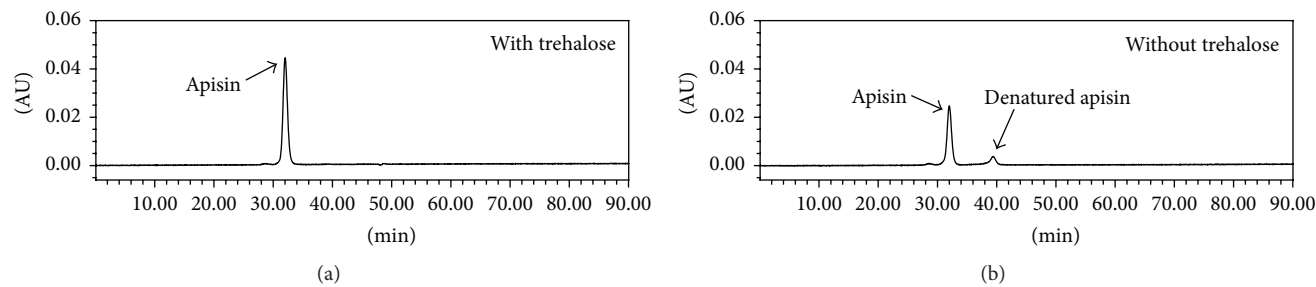 0.06
0.04
0.02
0.00
(AU)
With trehalose
Apisin
10.00 20.00 30.00 40.00 50.00 60.00 70.00 80.00 90.00
(min)
(a)
0.06
0.04
0.02
0.00
(AU)
Without trehalose
Apisin
Denatured apisin
10.00 20.00 30.00 40.00 50.00 60.00 70.00 80.00 90.00
(min)
(b)